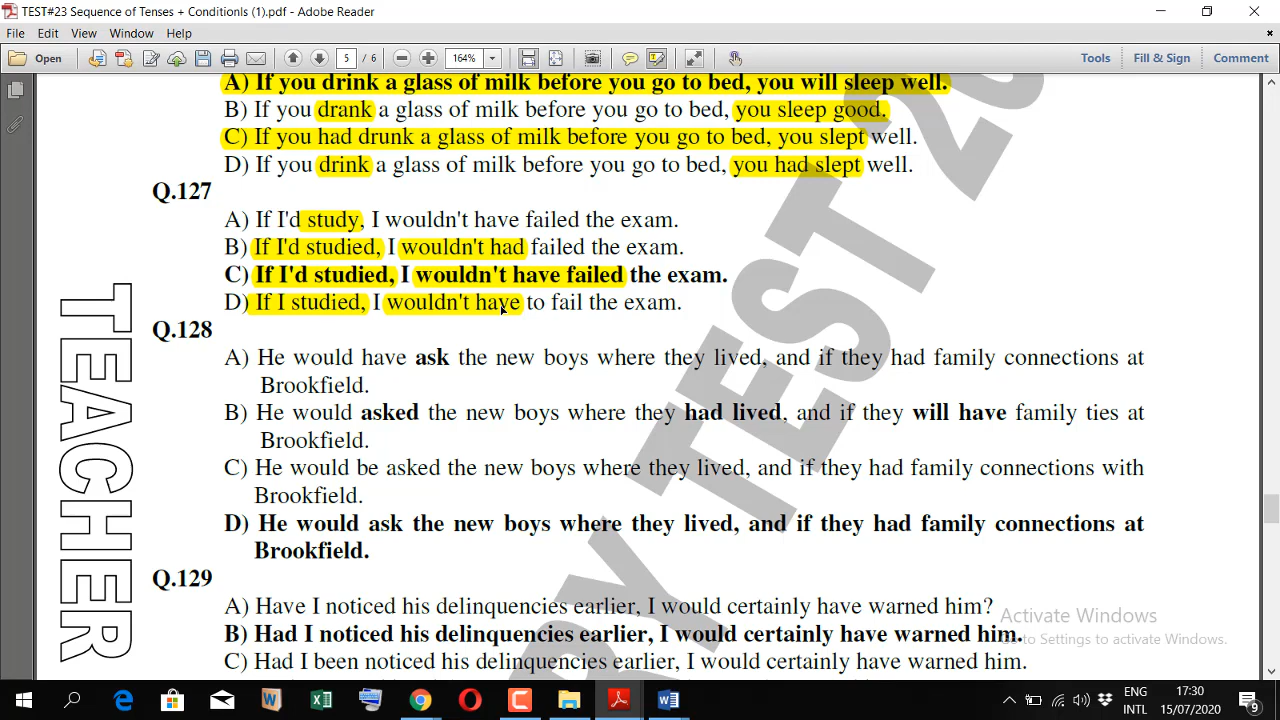 TEST#23 Sequence of Tenses + ConditionIs (1).pdf - Adobe Reader
File Edit View Window Help
Open 5 / 6 164% Tools Fill & Sign Comment
A) If you drink a glass of milk before you go to bed, you will sleep well.
B) If you drank a glass of milk before you go to bed, you sleep good.
C) If you had drunk a glass of milk before you go to bed, you slept well.
D) If you drink a glass of milk before you go to bed, you had slept well.
Q.127
A) If I'd study, I wouldn't have failed the exam.
B) If I'd studied, I wouldn't had failed the exam.
C) If I'd studied, I wouldn't have failed the exam.
D) If I studied, I wouldn't have to fail the exam.
Q.128
A) He would have ask the new boys where they lived, and if they had family connections at
Brookfield.
B) He would asked the new boys where they had lived, and if they will have family ties at
Brookfield.
C) He would be asked the new boys where they lived, and if they had family connections with
Brookfield.
D) He would ask the new boys where they lived, and if they had family connections at
Brookfield.
Q.129
A) Have I noticed his delinquencies earlier, I would certainly have warned him?
B) Had I noticed his delinquencies earlier, I would certainly have warned him.
C) Had I been noticed his delinquencies earlier, I would certainly have warned him.
TEACHER
RY TEST 20
Activate Windows
Go to Settings to activate Windows.
ENG 17:30
INTL 15/07/2020 9